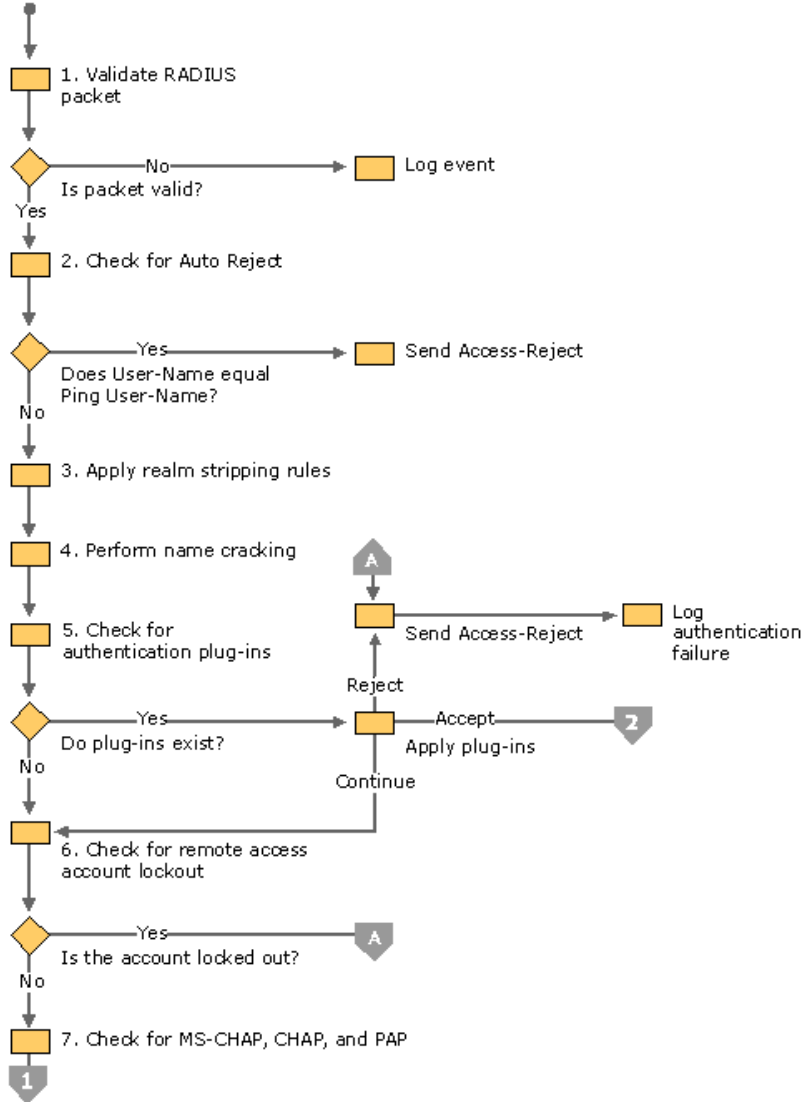 1. Validate RADIUS
packet
No
Log event
Is packet valid?
Yes
2. Check for Auto Reject
Yes
Send Access-Reject
Does User-Name equal
Ping User-Name?
No
3. Apply realm stripping rules
4. Perform name cracking
A
5. Check for
authentication plug-ins
Send Access-Reject
Log
authentication
failure
Reject
Yes
Accept
2
Do plug-ins exist?
Apply plug-ins
No
Continue
6. Check for remote access
account lockout
Yes
A
Is the account locked out?
No
7. Check for MS-CHAP, CHAP, and PAP
1